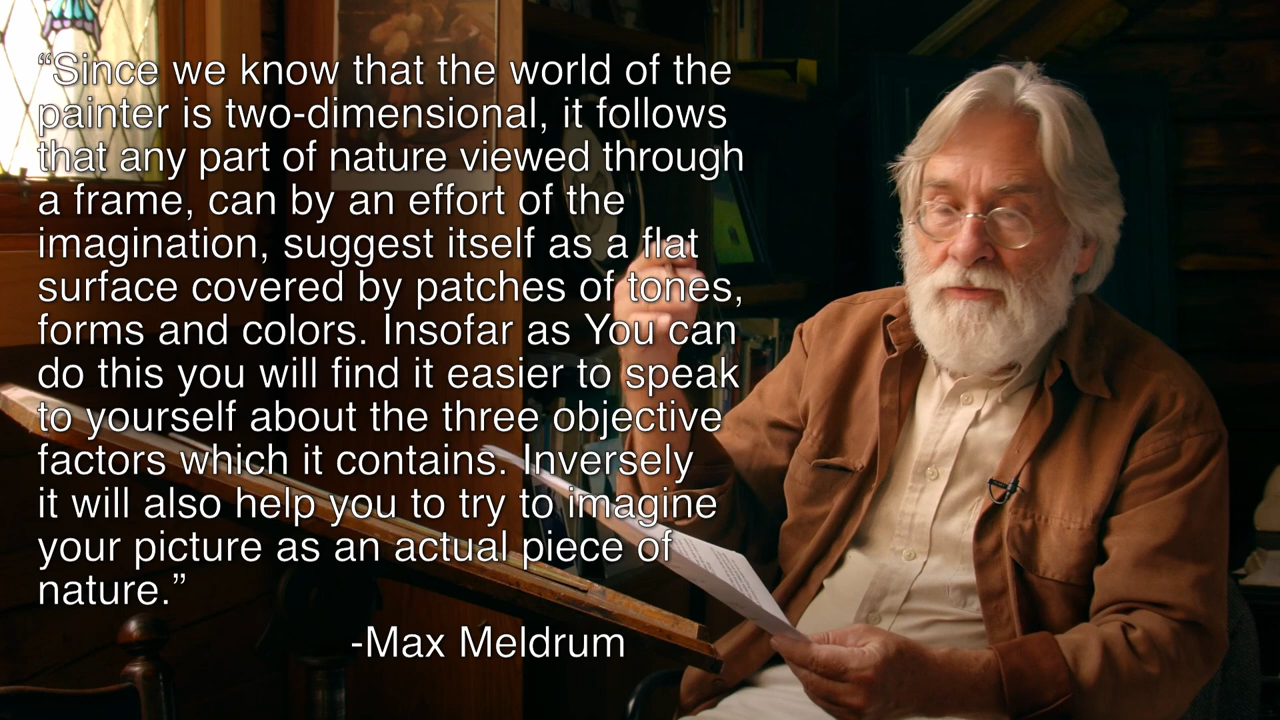 “Since we know that the world of the
painter is two-dimensional, it follows
that any part of nature viewed through
a frame, can by an effort of the
imagination, suggest itself as a flat
surface covered by patches of tones,
forms and colors. Insofar as You can
do this you will find it easier to speak
to yourself about the three objective
factors which it contains. Inversely
it will also help you to try to imagine
your picture as an actual piece of
nature.”
-Max Meldrum